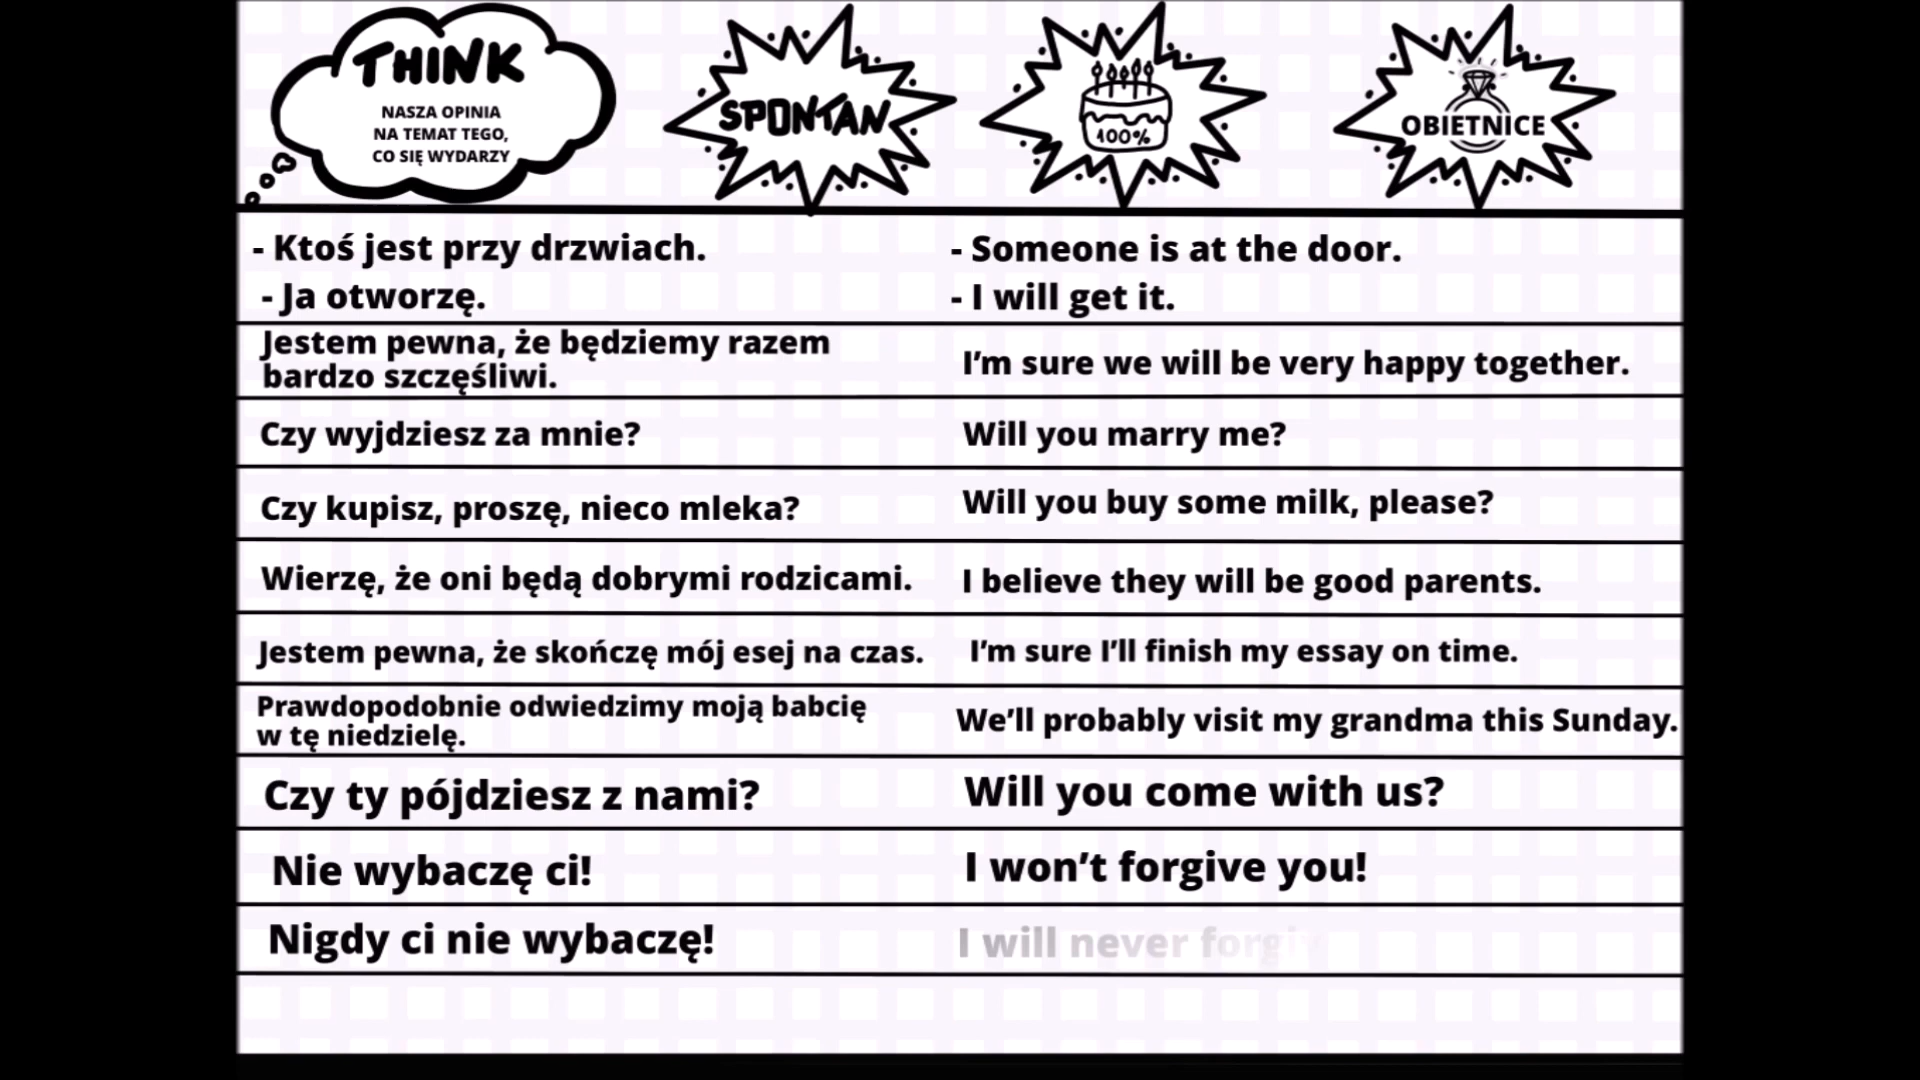 THINK
NASZA OPINIA
NA TEMAT TEGO,
CO SIĘ WYDARZY
SPONTAN
100%
OBIETNICE
- Ktoś jest przy drzwiach.
- Ja otworzę.
- Someone is at the door.
- I will get it.
Jestem pewna, że będziemy razem
bardzo szczęśliwi.
I'm sure we will be very happy together.
Czy wyjdziesz za mnie?
Will you marry me?
Czy kupisz, proszę, nieco mleka?
Will you buy some milk, please?
Wierzę, że oni będą dobrymi rodzicami.
I believe they will be good parents.
Jestem pewna, że skończę mój esej na czas.
I'm sure I'll finish my essay on time.
Prawdopodobnie odwiedzimy moją babcię
w tę niedzielę.
We'll probably visit my grandma this Sunday.
Czy ty pójdziesz z nami?
Will you come with us?
Nie wybaczę ci!
I won't forgive you!
Nigdy ci nie wybaczę!
I will never